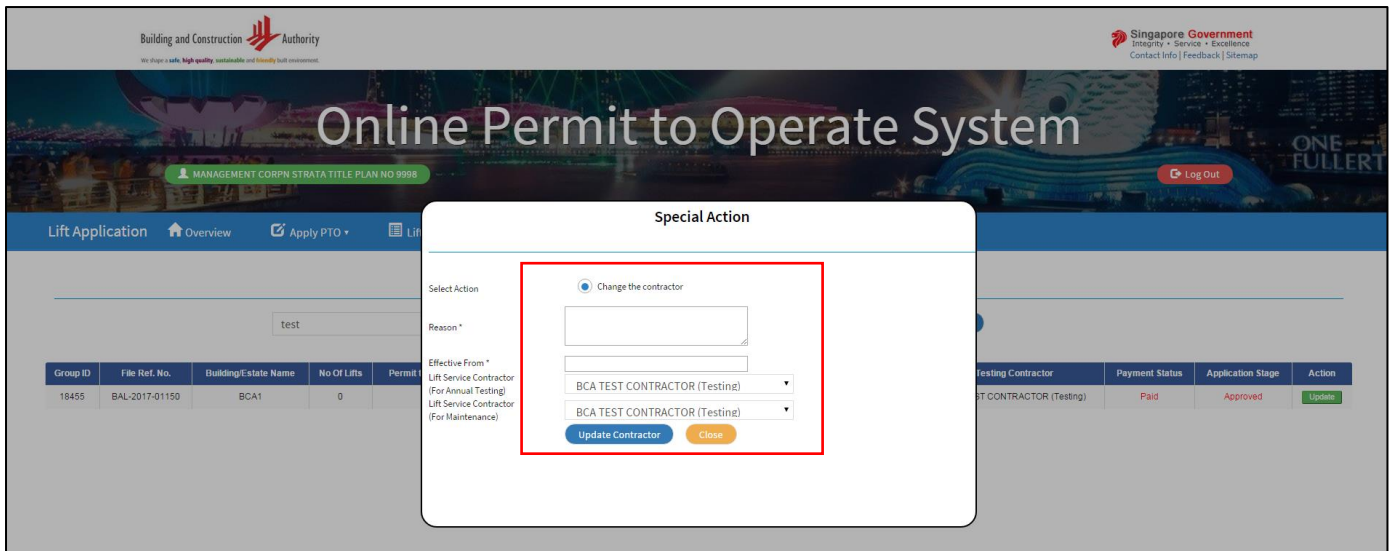 Building and Construction Authority
We shape a safe, high quality, sustainable and friendly built environment.
Singapore Government
Integrity • Service • Excellence
Contact Info | Feedback | Sitemap
Online Permit to Operate System
ONE
FULLERT
MANAGEMENT CORPN STRATA TITLE PLAN NO 9998
Log Out
Lift Application Overview Apply PTO Lif
Special Action
Select Action Change the contractor
test
Reason *
Effective From *
Lift Service Contractor
(For Annual Testing)
BCA TEST CONTRACTOR (Testing)
Lift Service Contractor
(For Maintenance)
BCA TEST CONTRACTOR (Testing)
Update Contractor Close
Group ID File Ref. No. Building/Estate Name No Of Lifts Permit t Testing Contractor Payment Status Application Stage Action
18455 BAL-2017-01150 BCA1 0 ST CONTRACTOR (Testing) Paid Approved Update